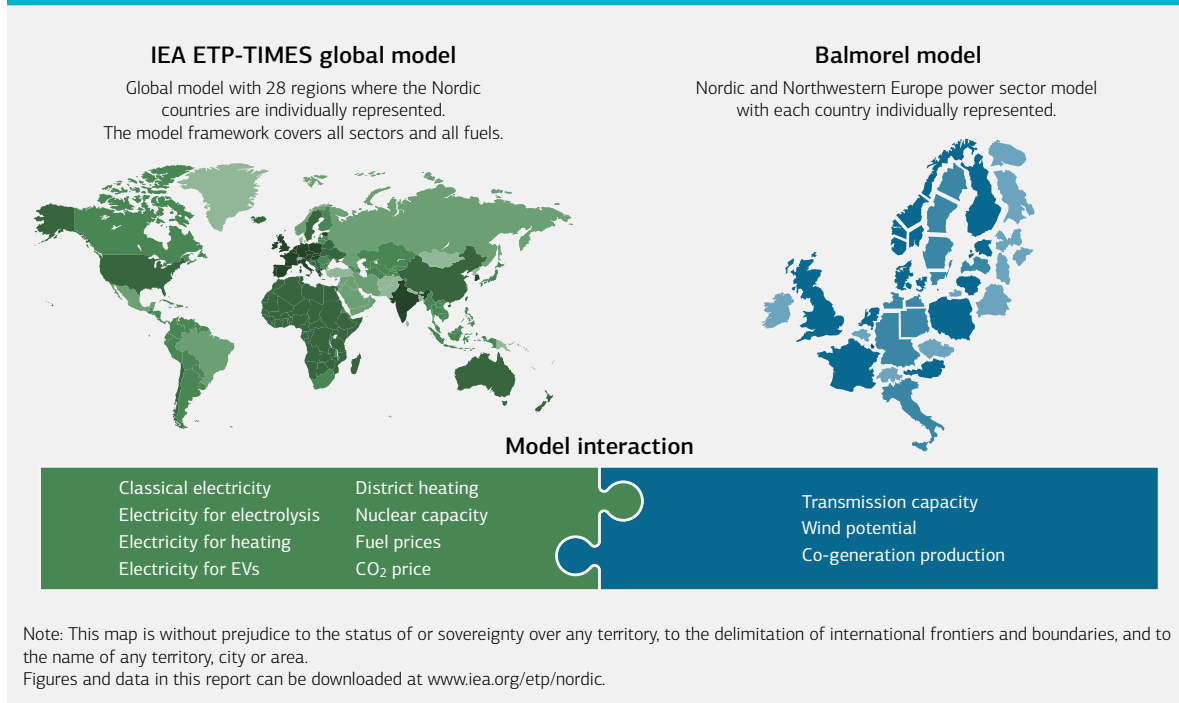 IEA ETP-TIMES global model
Global model with 28 regions where the Nordic
countries are individually represented.
The model framework covers all sectors and all fuels.
Balmorel model
Nordic and Northwestern Europe power sector model
with each country individually represented.
Model interaction
Classical electricity
Electricity for electrolysis
Electricity for heating
Electricity for EVs
District heating
Nuclear capacity
Fuel prices
CO₂ price
Transmission capacity
Wind potential
Co-generation production
Note: This map is without prejudice to the status of or sovereignty over any territory, to the delimitation of international frontiers and boundaries, and to
the name of any territory, city or area.
Figures and data in this report can be downloaded at www.iea.org/etp/nordic.